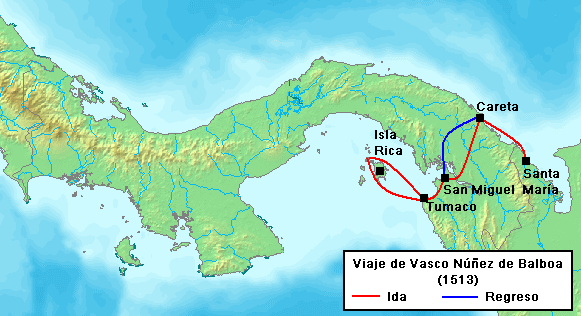 Careta
Isla
Rica
Santa
María
San Miguel
Tumaco
Viaje de Vasco Núñez de Balboa
(1513)
Ida
Regreso